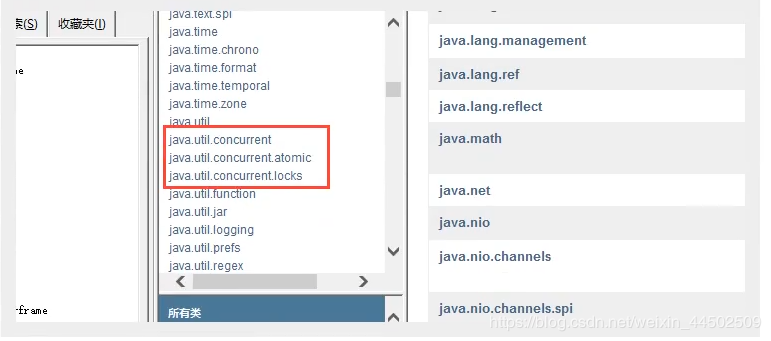 索(S) 收藏夹(I)
me
rframe
java.text.spi
java.time
java.time.chrono
java.time.format
java.time.temporal
java.time.zone
java.util
java.util.concurrent
java.util.concurrent.atomic
java.util.concurrent.locks
java.util.function
java.util.jar
java.util.logging
java.util.prefs
java.util.regex
所有类
java.lang.management
java.lang.ref
java.lang.reflect
java.math
java.net
java.nio
java.nio.channels
java.nio.channels.spi
https://blog.csdn.net/weixin_44502509